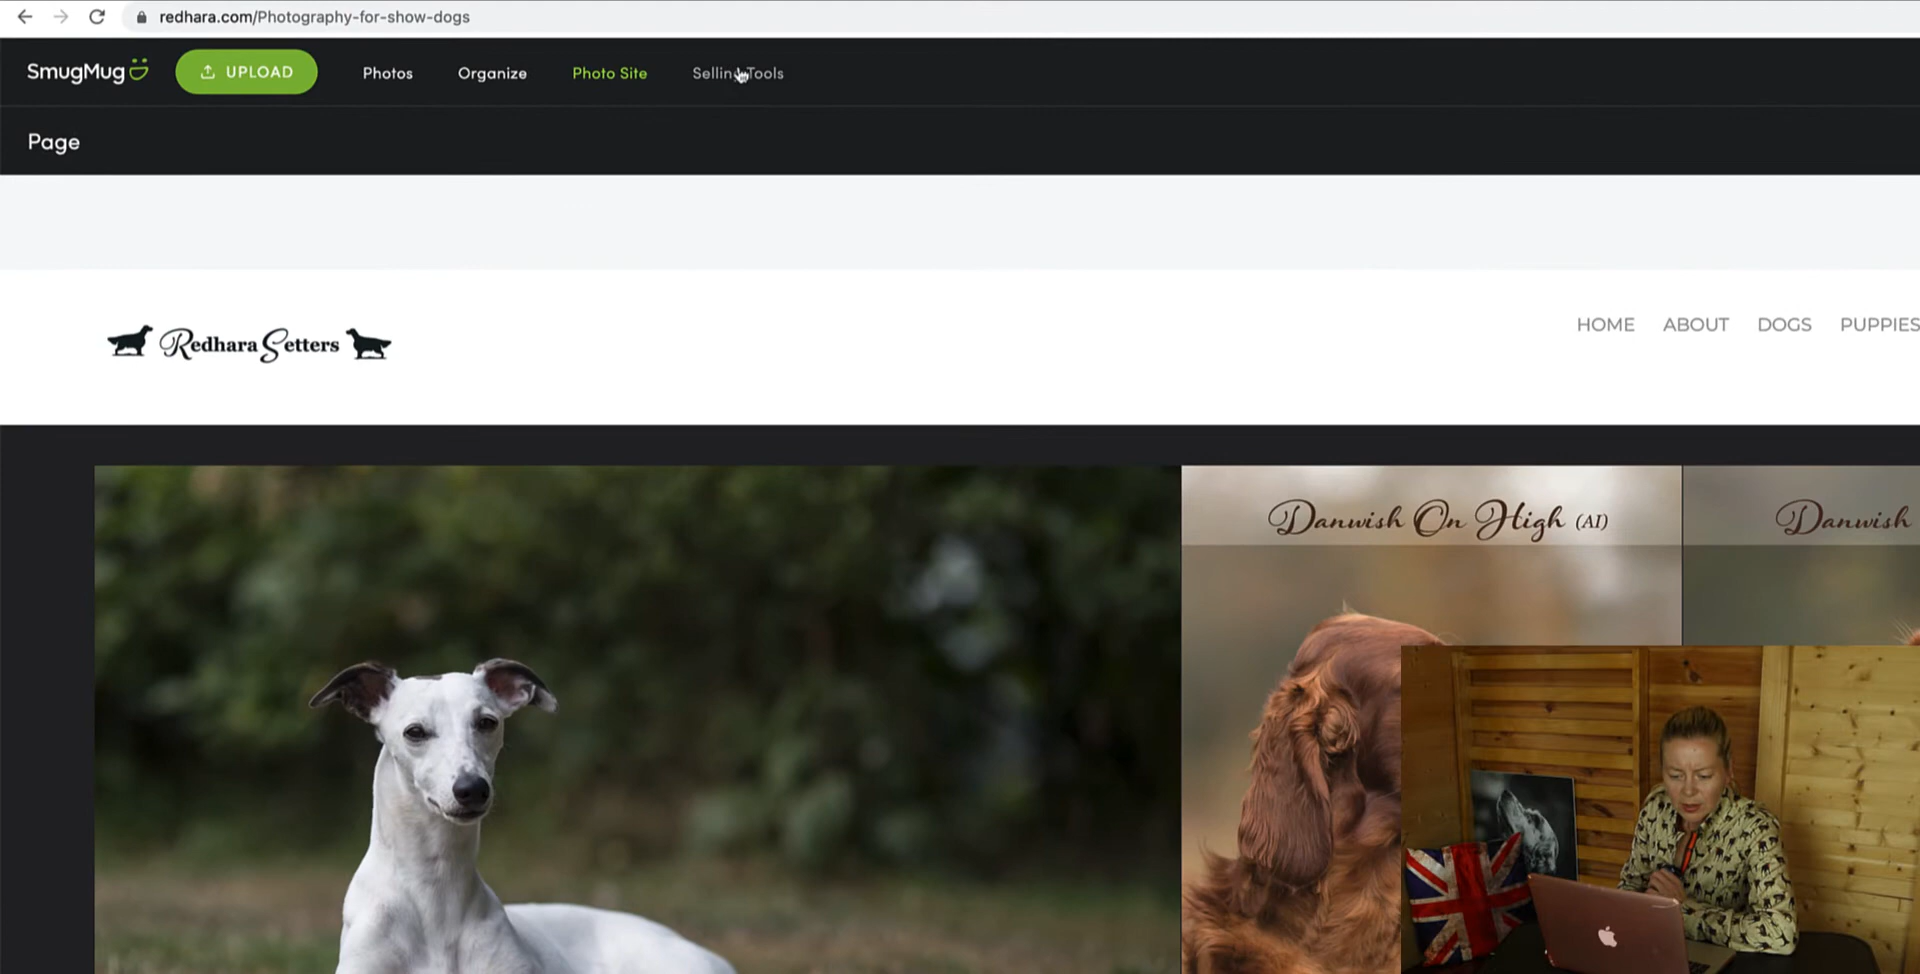 redhara.com/Photography-for-show-dogs
SmugMug UPLOAD Photos Organize Photo Site Selling Tools
Page
Redhara Setters HOME ABOUT DOGS PUPPIES
Danwish On High (AI) Danwish